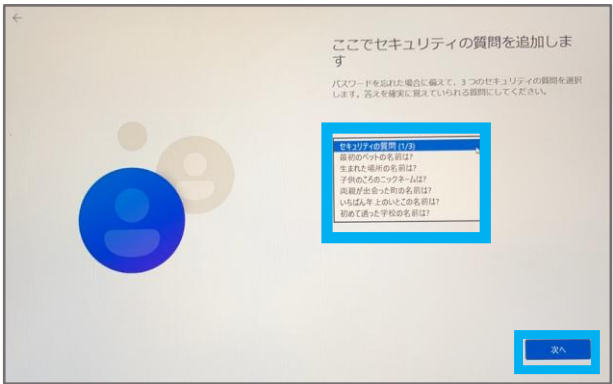 ここでセキュリティの質問を追加しま
す
パスワードを忘れた場合に備えて、3 つのセキュリティの質問を選択
します。答えを確実に覚えていられる質問にしてください。
セキュリティの質問 (1/3)
最初のペットの名前は?
生まれた場所の名前は?
子供のころのニックネームは?
両親が出会った町の名前は?
いちばん年上のいとこの名前は?
初めて通った学校の名前は?
次へ